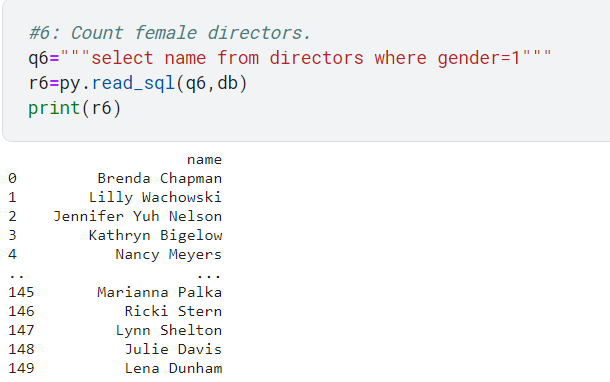 #6: Count female directors.
q6="""select name from directors where gender=1"""
r6=py.read_sql(q6,db)
print(r6)
name
0 Brenda Chapman
1 Lilly Wachowski
2 Jennifer Yuh Nelson
3 Kathryn Bigelow
4 Nancy Meyers
.. ...
145 Marianna Palka
146 Ricki Stern
147 Lynn Shelton
148 Julie Davis
149 Lena Dunham